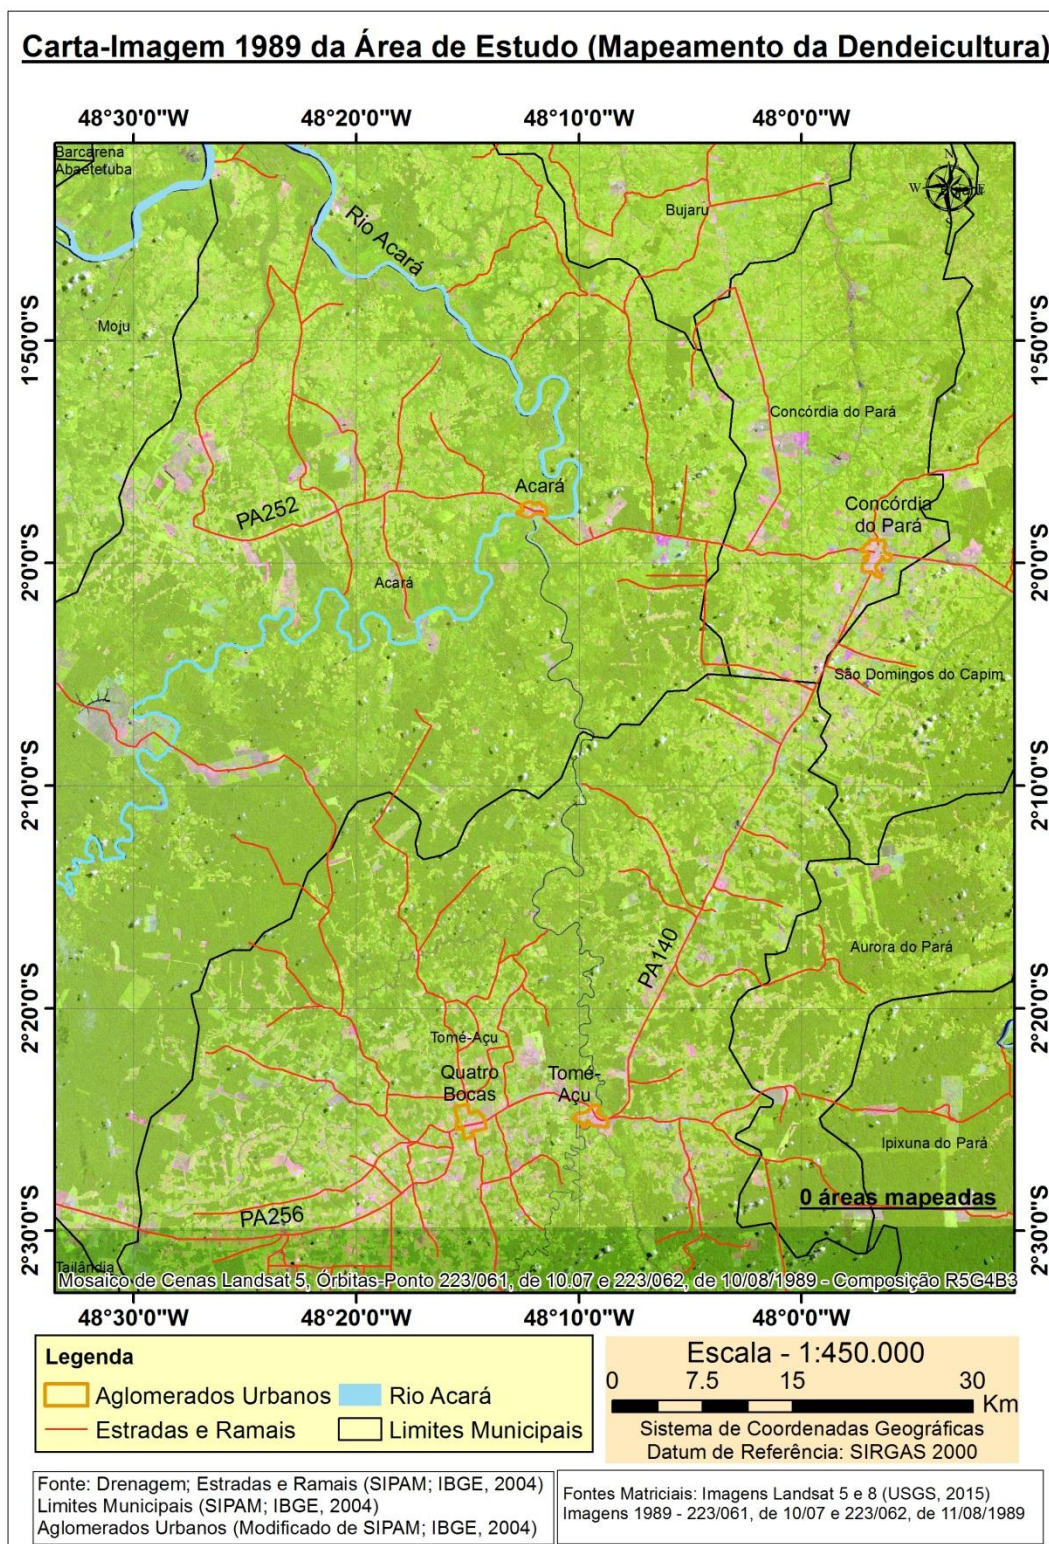 Carta-Imagem 1989 da Área de Estudo (Mapeamento da Dendeicultura)
48°30'0"W 48°20'0"W 48°10'0"W 48°0'0"W
Barcarena
Abaetetuba
N
W E
S
Bujaru
Rio Acará
Moju
1°50'0"S 1°50'0"S
Concórdia do Pará
Acará
Concórdia
do Pará
PA252
2°0'0"S 2°0'0"S
Acará
São Domingos do Capim
2°10'0"S 2°10'0"S
PA140
Aurora do Pará
2°20'0"S 2°20'0"S
Tomé-Açu
Quatro
Bocas
Tomé-
Açu
Ipixuna do Pará
0 áreas mapeadas
PA256
2°30'0"S 2°30'0"S
Tailândia
Mosaico de Cenas Landsat 5, Órbitas-Ponto 223/061, de 10.07 e 223/062, de 10/08/1989 - Composição R5G4B3
48°30'0"W 48°20'0"W 48°10'0"W 48°0'0"W
Legenda
Aglomerados Urbanos Rio Acará
Estradas e Ramais Limites Municipais
Escala - 1:450.000
0 7.5 15 30
Km
Sistema de Coordenadas Geográficas
Datum de Referência: SIRGAS 2000
Fonte: Drenagem; Estradas e Ramais (SIPAM; IBGE, 2004)
Limites Municipais (SIPAM; IBGE, 2004)
Aglomerados Urbanos (Modificado de SIPAM; IBGE, 2004)
Fontes Matriciais: Imagens Landsat 5 e 8 (USGS, 2015)
Imagens 1989 - 223/061, de 10/07 e 223/062, de 11/08/1989